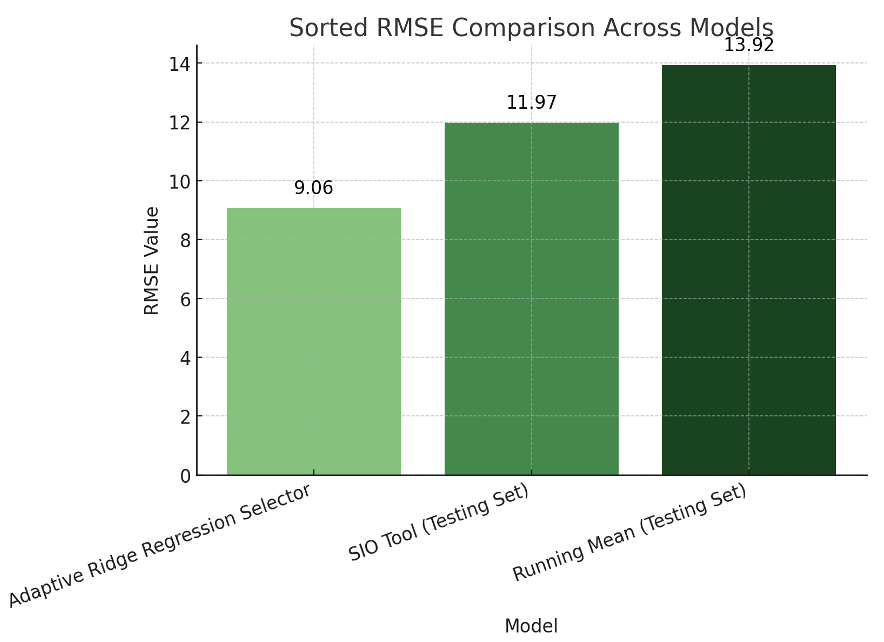 Sorted RMSE Comparison Across Models
13.92
11.97
9.06
14
12
10
8
6
4
2
0
RMSE Value
Adaptive Ridge Regression Selector
SIO Tool (Testing Set)
Running Mean (Testing Set)
Model